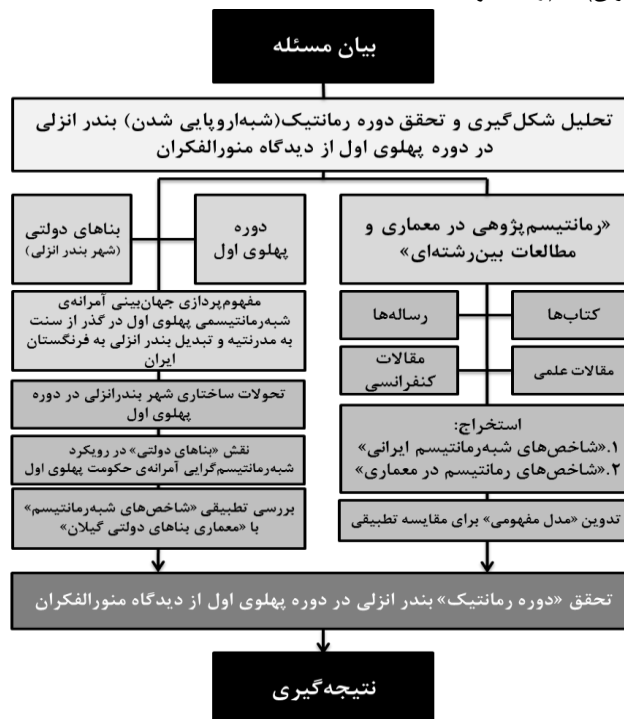 بیان مسئله
تحلیل شکل‌گیری و تحقق دوره رمانتیک(شبه‌اروپایی شدن) بندر انزلی
در دوره پهلوی اول از دیدگاه منورالفکران
«رمانتیسم‌پژوهی در معماری و
مطالعات بین‌رشته‌ای»
کتاب‌ها
رساله‌ها
مقالات علمی
مقالات
کنفرانسی
استخراج:
۱.«شاخص‌های شبه‌رمانتیسم ایرانی»
۲.«شاخص‌های رمانتیسم در معماری»
تدوین «مدل مفهومی» برای مقایسه تطبیقی
دوره
پهلوی اول
بناهای دولتی
(شهر بندر انزلی)
مفهوم‌پردازی جهان‌بینی آمرانه‌ی
شبه‌رمانتیسمی پهلوی اول در گذر از سنت
به مدرنتیه و تبدیل بندر انزلی به فرنگستان
ایران
تحولات ساختاری شهر بندرانزلی در دوره
پهلوی اول
نقش «بناهای دولتی» در رویکرد
شبه‌رمانتیسم‌گرایی آمرانه‌ی حکومت پهلوی اول
بررسی تطبیقی «شاخص‌های شبه‌رمانتیسم»
با «معماری بناهای دولتی گیلان»
تحقق «دوره رمانتیک» بندر انزلی در دوره پهلوی اول از دیدگاه منورالفکران
نتیجه‌گیری